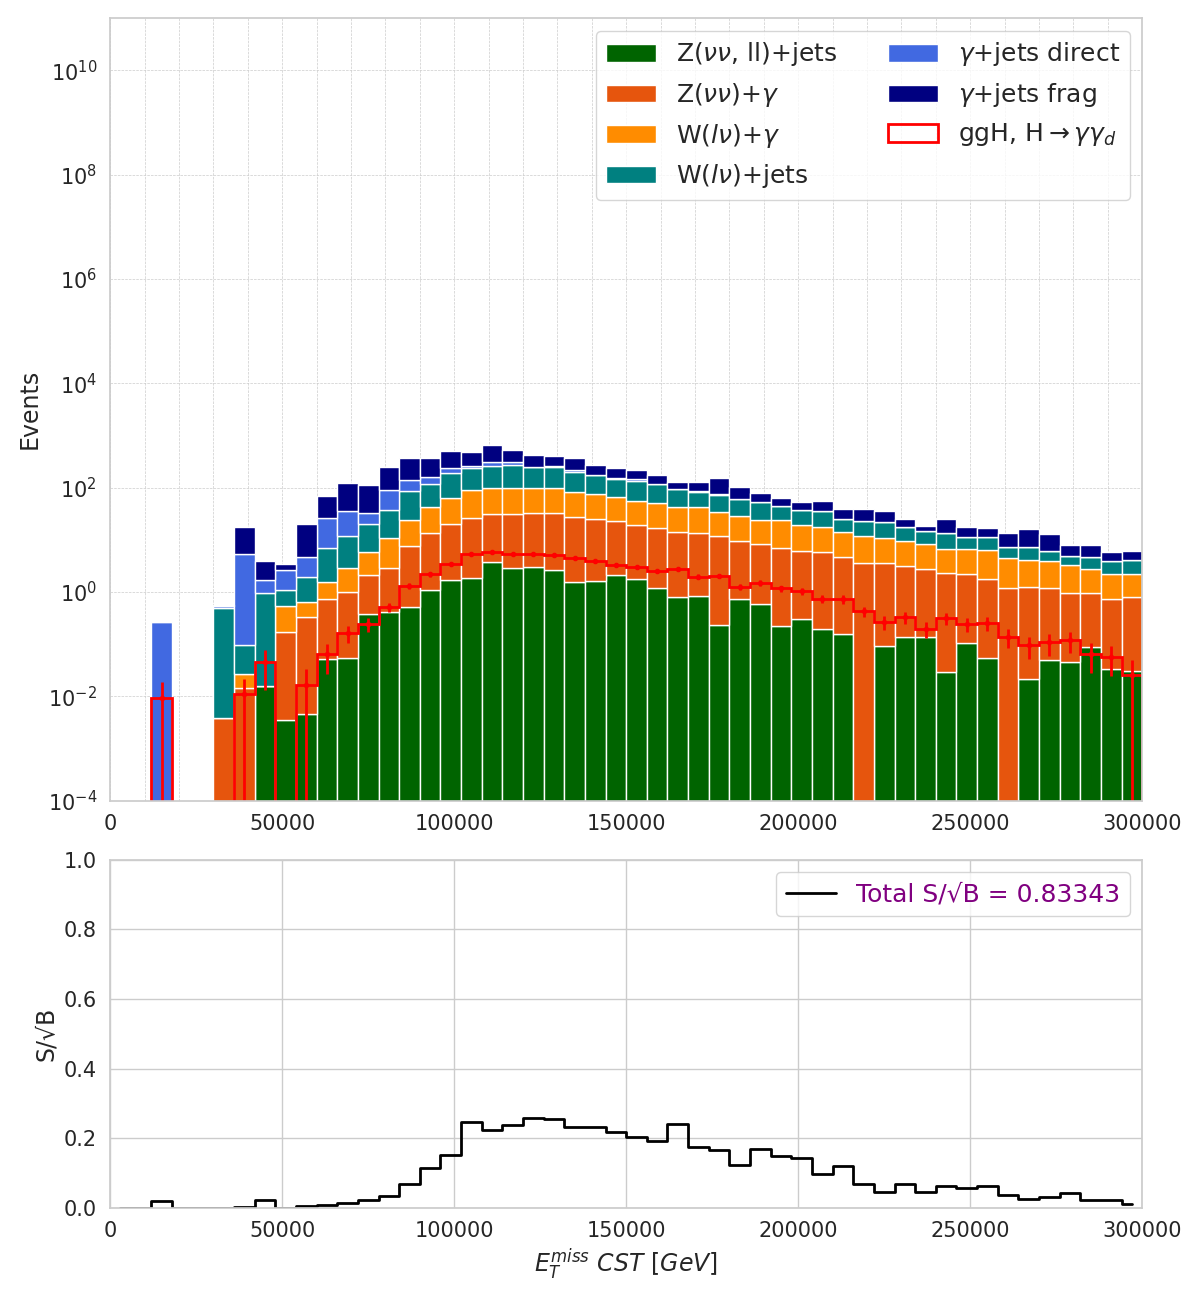 Z(νν, ll)+jets
Z(νν)+γ
W(lν)+γ
W(lν)+jets
γ+jets direct
γ+jets frag
ggH, H→γγ_d
Events
10^10
10^8
10^6
10^4
10^2
10^0
10^−2
10^−4
0 50000 100000 150000 200000 250000 300000
Total S/√B = 0.83343
S/√B
1.0
0.8
0.6
0.4
0.2
0.0
0 50000 100000 150000 200000 250000 300000
E_T^miss CST [GeV]